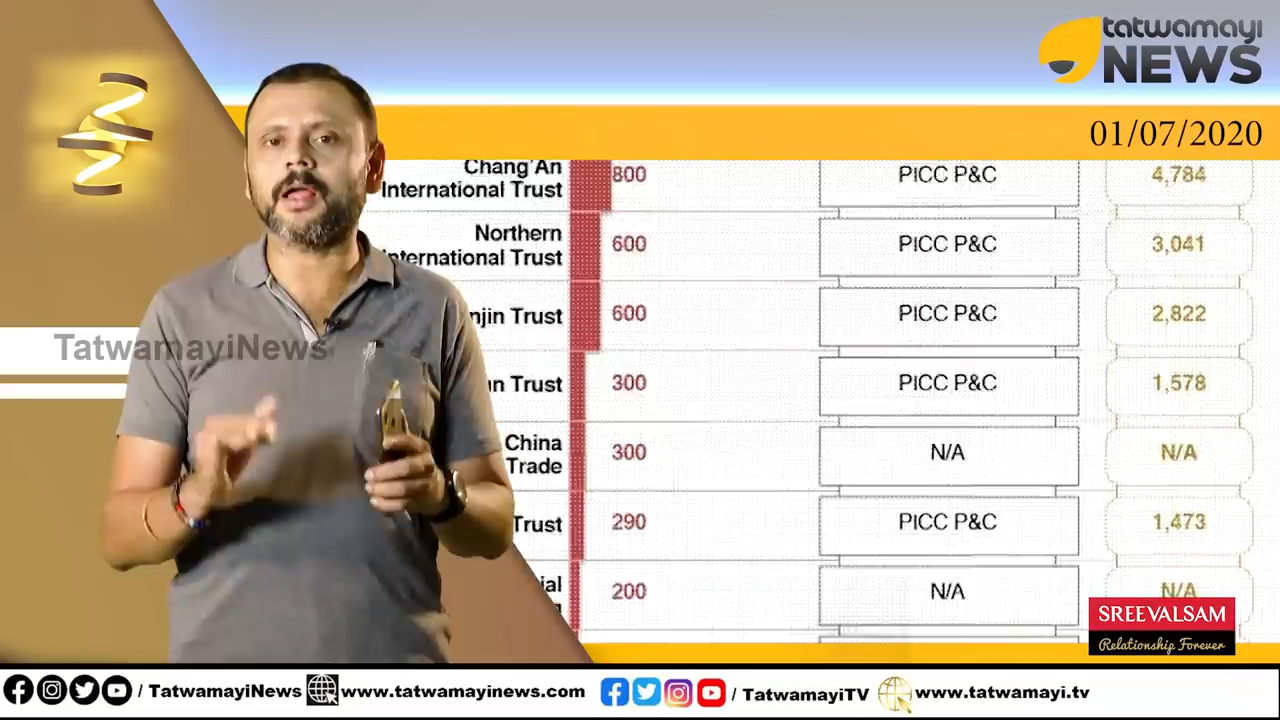 tatwamayi
NEWS
01/07/2020
Chang'An
International Trust
800
PICC P&C
4,784
Northern
International Trust
600
PICC P&C
3,041
njin Trust
600
PICC P&C
2,822
n Trust
300
PICC P&C
1,578
China
Trade
300
N/A
N/A
Trust
290
PICC P&C
1,473
ial
200
N/A
N/A
TatwamayiNews
SREEVALSAM
Relationship Forever
/ TatwamayiNews
www.tatwamayinews.com
/ TatwamayiTV
www.tatwamayi.tv